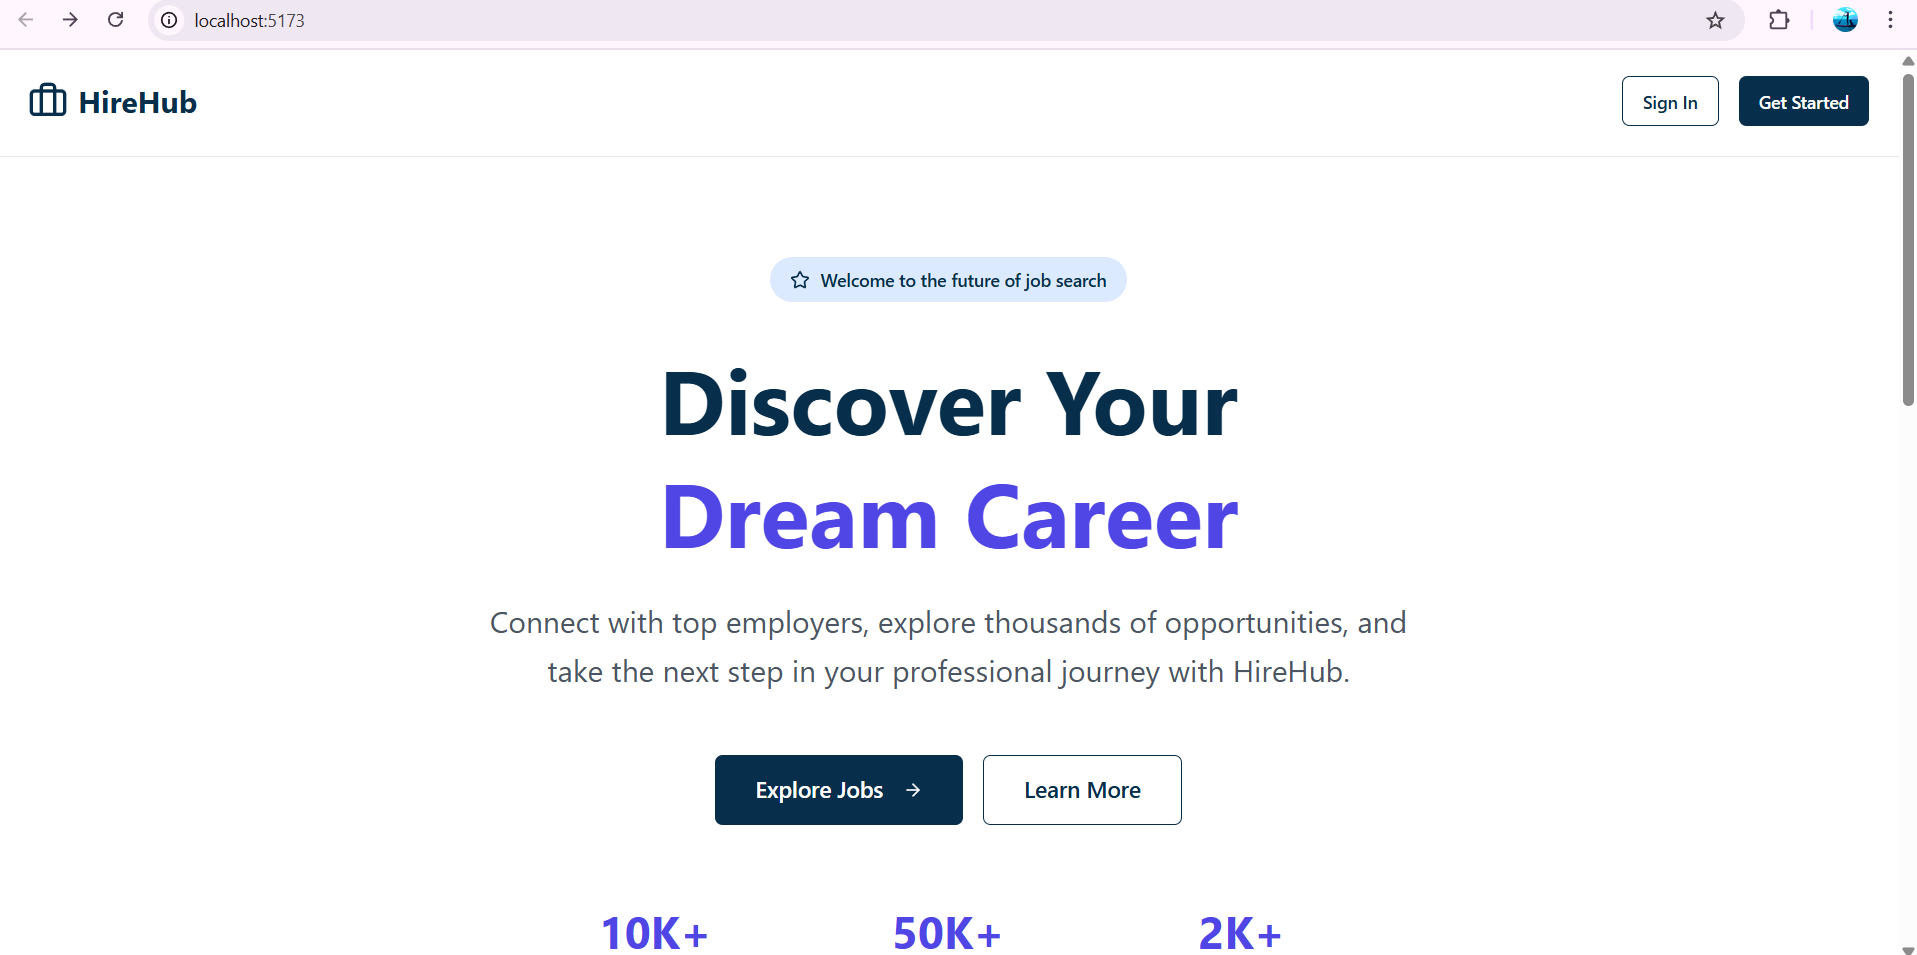 localhost:5173
HireHub
Sign In
Get Started
Welcome to the future of job search
Discover Your
Dream Career
Connect with top employers, explore thousands of opportunities, and
take the next step in your professional journey with HireHub.
Explore Jobs
Learn More
10K+
50K+
2K+